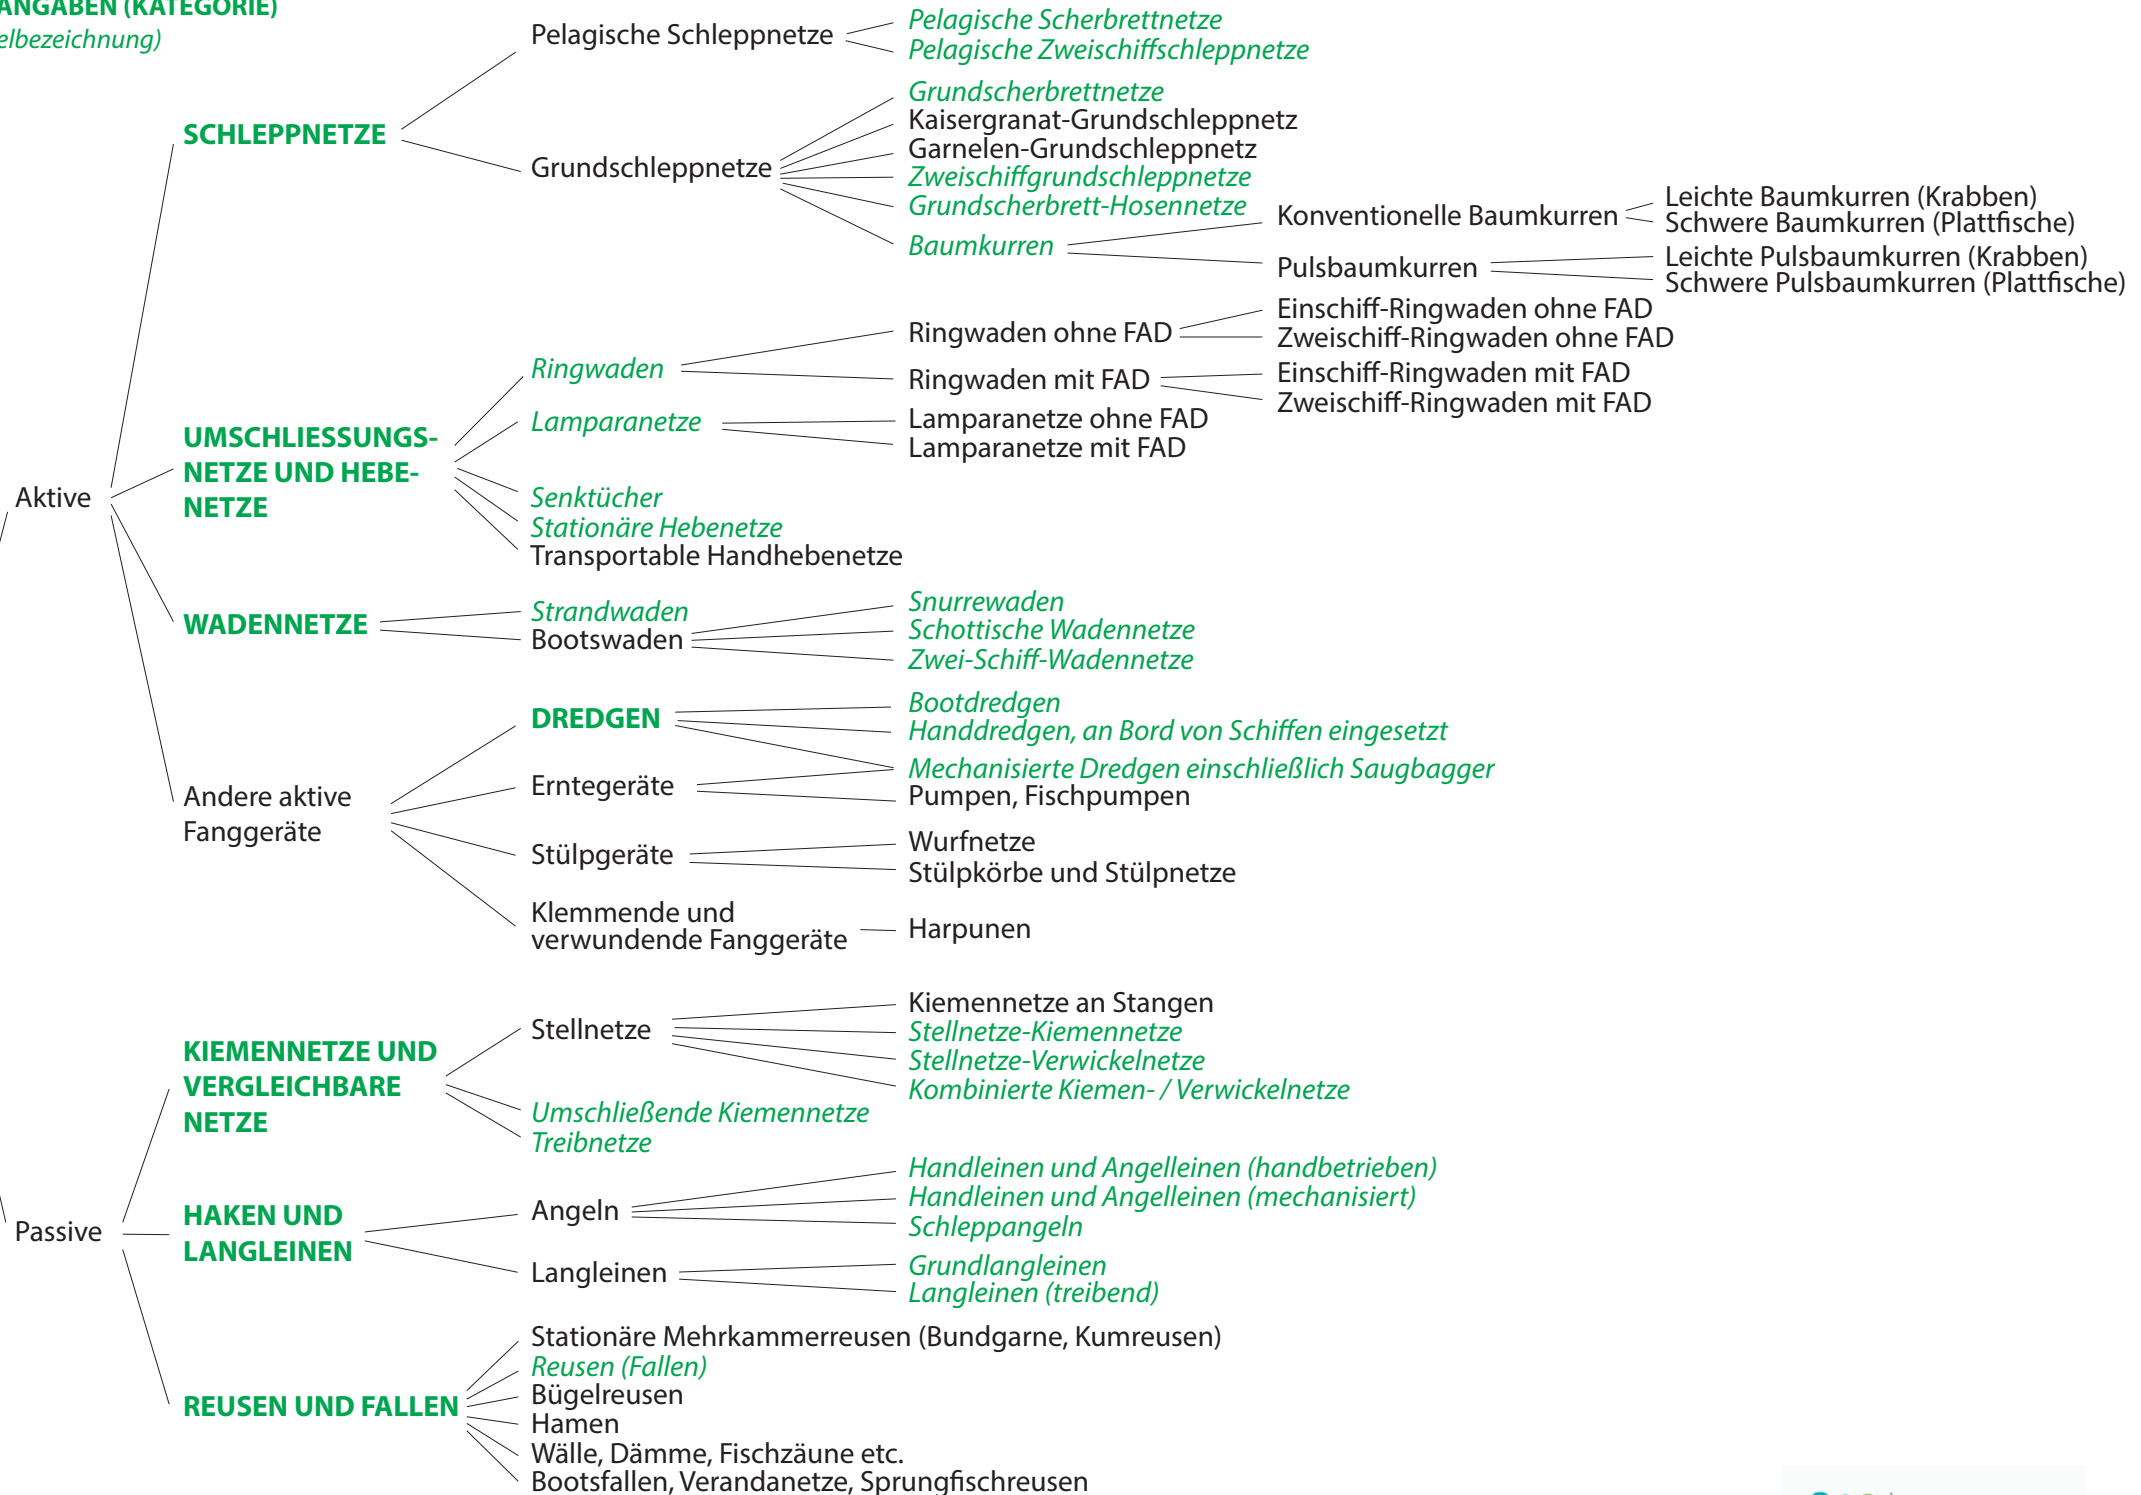 ANGABEN (KATEGORIE)
elbezeichnung)
Aktive
SCHLEPPNETZE
Pelagische Schleppnetze
Pelagische Scherbrettnetze
Pelagische Zweischiffschleppnetze
Grundschleppnetze
Grundscherbrettnetze
Kaisergranat-Grundschleppnetz
Garnelen-Grundschleppnetz
Zweischiffgrundschleppnetze
Grundscherbrett-Hosennetze
Baumkurren
Konventionelle Baumkurren
Leichte Baumkurren (Krabben)
Schwere Baumkurren (Plattfische)
Pulsbaumkurren
Leichte Pulsbaumkurren (Krabben)
Schwere Pulsbaumkurren (Plattfische)
UMSCHLIESSUNGS-
NETZE UND HEBE-
NETZE
Ringwaden
Ringwaden ohne FAD
Einschiff-Ringwaden ohne FAD
Zweischiff-Ringwaden ohne FAD
Ringwaden mit FAD
Einschiff-Ringwaden mit FAD
Zweischiff-Ringwaden mit FAD
Lamparanetze
Lamparanetze ohne FAD
Lamparanetze mit FAD
Senktücher
Stationäre Hebenetze
Transportable Handhebenetze
WADENNETZE
Strandwaden
Bootswaden
Snurrewaden
Schottische Wadennetze
Zwei-Schiff-Wadennetze
Andere aktive
Fanggeräte
DREDGEN
Bootdredgen
Handdredgen, an Bord von Schiffen eingesetzt
Mechanisierte Dredgen einschließlich Saugbagger
Erntegeräte
Pumpen, Fischpumpen
Stülpgeräte
Wurfnetze
Stülpkörbe und Stülpnetze
Klemmende und
verwundende Fanggeräte
Harpunen
Passive
KIEMENNETZE UND
VERGLEICHBARE
NETZE
Stellnetze
Kiemennetze an Stangen
Stellnetze-Kiemennetze
Stellnetze-Verwickelnetze
Kombinierte Kiemen- / Verwickelnetze
Umschließende Kiemennetze
Treibnetze
HAKEN UND
LANGLEINEN
Angeln
Handleinen und Angelleinen (handbetrieben)
Handleinen und Angelleinen (mechanisiert)
Schleppangeln
Langleinen
Grundlangleinen
Langleinen (treibend)
REUSEN UND FALLEN
Stationäre Mehrkammerreusen (Bundgarne, Kumreusen)
Reusen (Fallen)
Bügelreusen
Hamen
Wälle, Dämme, Fischzäune etc.
Bootsfallen, Verandanetze, Sprungfischreusen